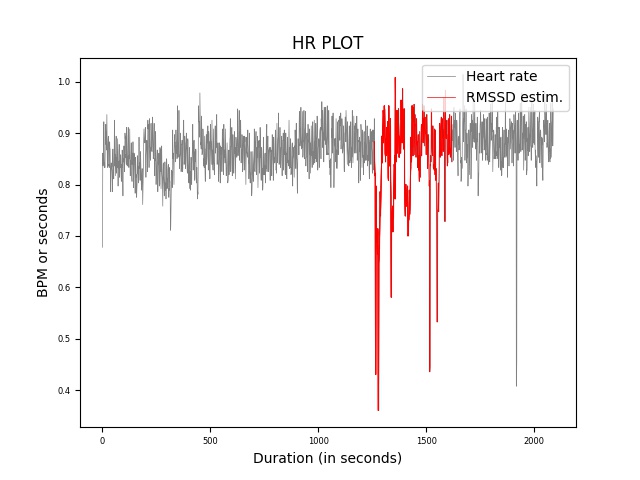 HR PLOT
Heart rate
RMSSD estim.
BPM or seconds
1.0
0.9
0.8
0.7
0.6
0.5
0.4
0
500
1000
1500
2000
Duration (in seconds)